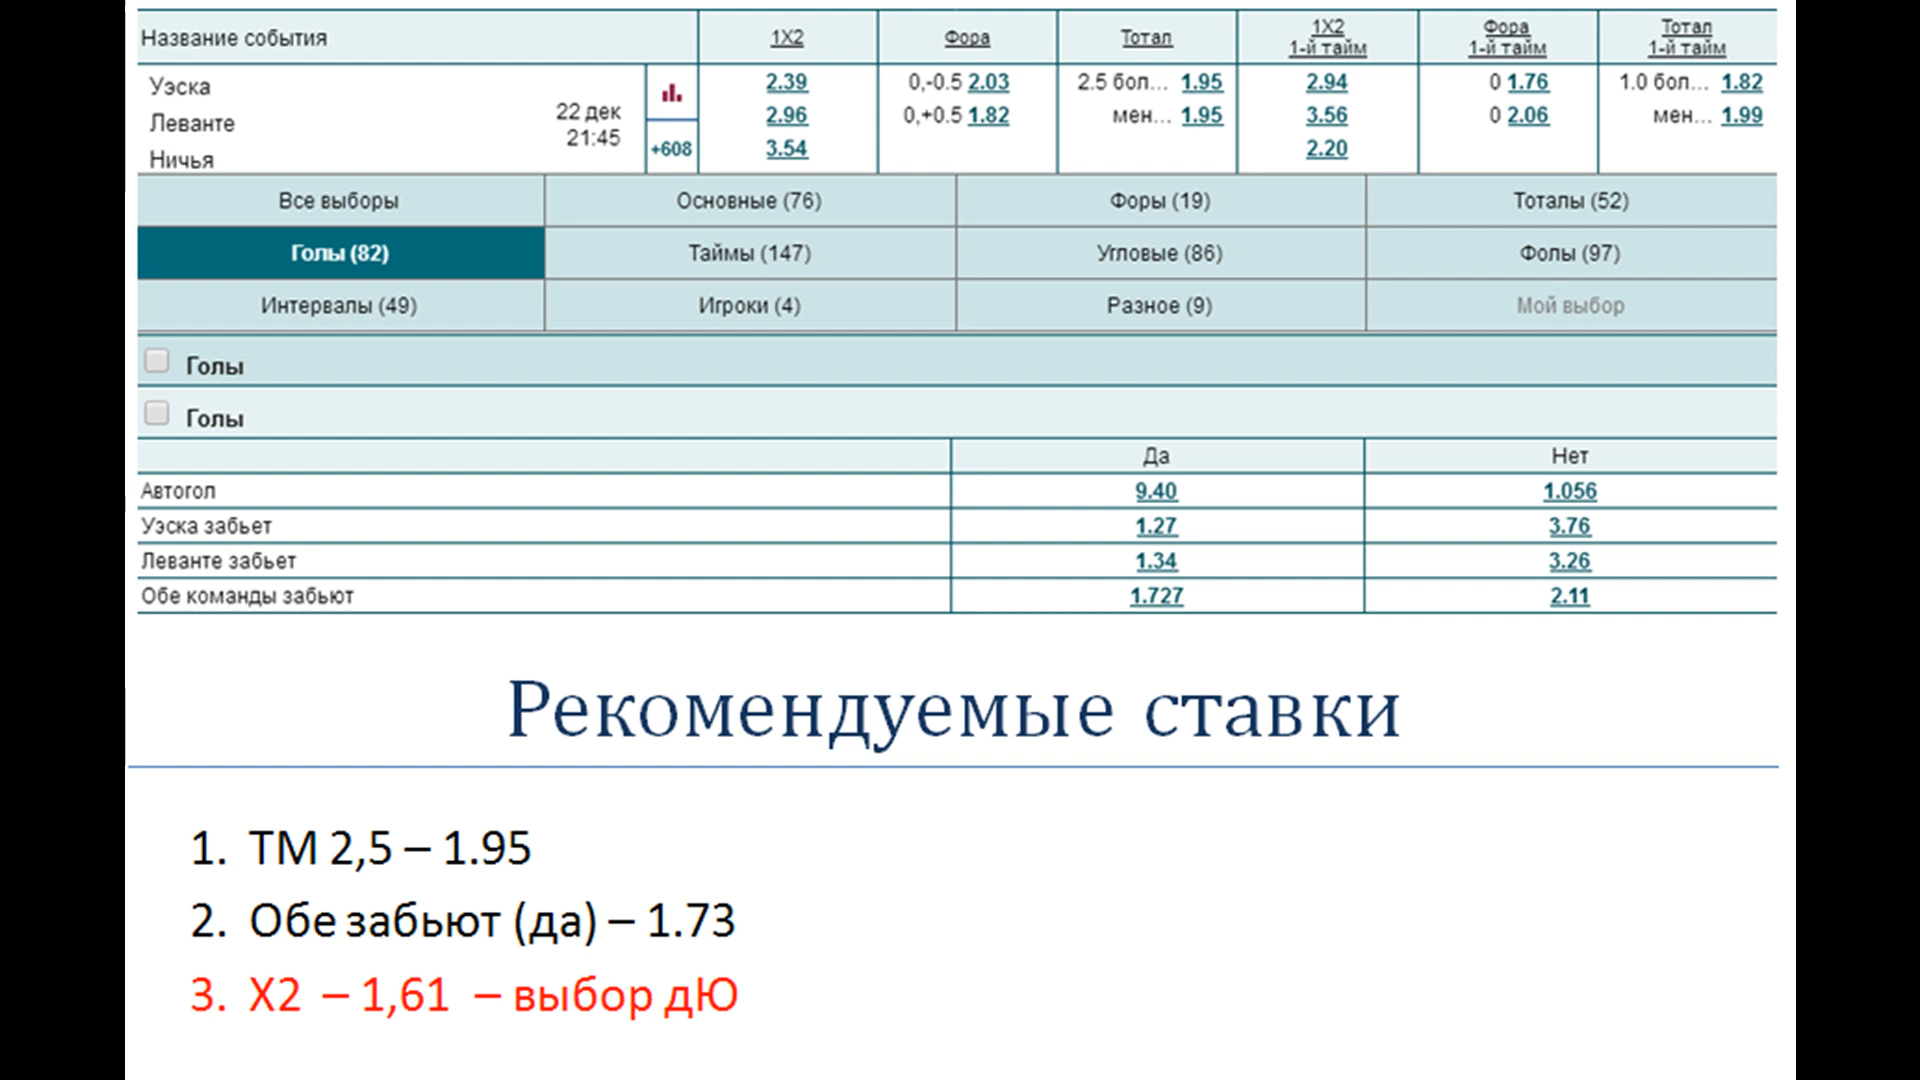 Название события 1X2 Фора Тотал 1X2 1-й тайм Фора 1-й тайм Тотал 1-й тайм
Уэска 22 дек 2.39 0,-0.5 2.03 2.5 бол... 1.95 2.94 0 1.76 1.0 бол... 1.82
Леванте 21:45 2.96 0,+0.5 1.82 мен... 1.95 3.56 0 2.06 мен... 1.99
Ничья +608 3.54 2.20
Все выборы Основные (76) Форы (19) Тоталы (52)
Голы (82) Таймы (147) Угловые (86) Фолы (97)
Интервалы (49) Игроки (4) Разное (9) Мой выбор
Голы
Голы
Да Нет
Автогол 9.40 1.056
Уэска забьет 1.27 3.76
Леванте забьет 1.34 3.26
Обе команды забьют 1.727 2.11
Рекомендуемые ставки
1. ТМ 2,5 – 1.95
2. Обе забьют (да) – 1.73
3. Х2 – 1,61 – выбор дЮ